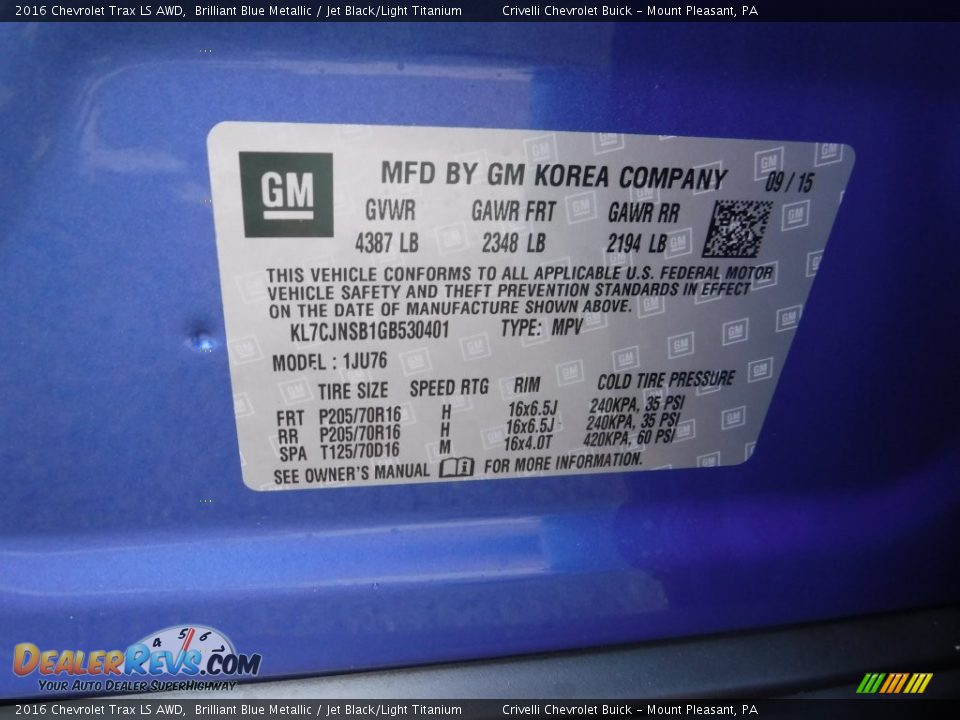 2016 Chevrolet Trax LS AWD, Brilliant Blue Metallic / Jet Black/Light Titanium Crivelli Chevrolet Buick - Mount Pleasant, PA
GM
MFD BY GM KOREA COMPANY 09/15
GVWR GAWR FRT GAWR RR
4387 LB 2348 LB 2194 LB
THIS VEHICLE CONFORMS TO ALL APPLICABLE U.S. FEDERAL MOTOR
VEHICLE SAFETY AND THEFT PREVENTION STANDARDS IN EFFECT
ON THE DATE OF MANUFACTURE SHOWN ABOVE.
KL7CJNSB1GB530401 TYPE: MPV
MODEL : 1JU76
TIRE SIZE SPEED RTG RIM COLD TIRE PRESSURE
FRT P205/70R16 H 16x6.5J 240KPA, 35 PSI
RR P205/70R16 H 16x6.5J 240KPA, 35 PSI
SPA T125/70D16 M 16x4.0T 420KPA, 60 PSI
SEE OWNER'S MANUAL FOR MORE INFORMATION.
4 5 6 7
DEALERREVS.COM
YOUR AUTO DEALER SUPERHIGHWAY
2016 Chevrolet Trax LS AWD, Brilliant Blue Metallic / Jet Black/Light Titanium Crivelli Chevrolet Buick - Mount Pleasant, PA